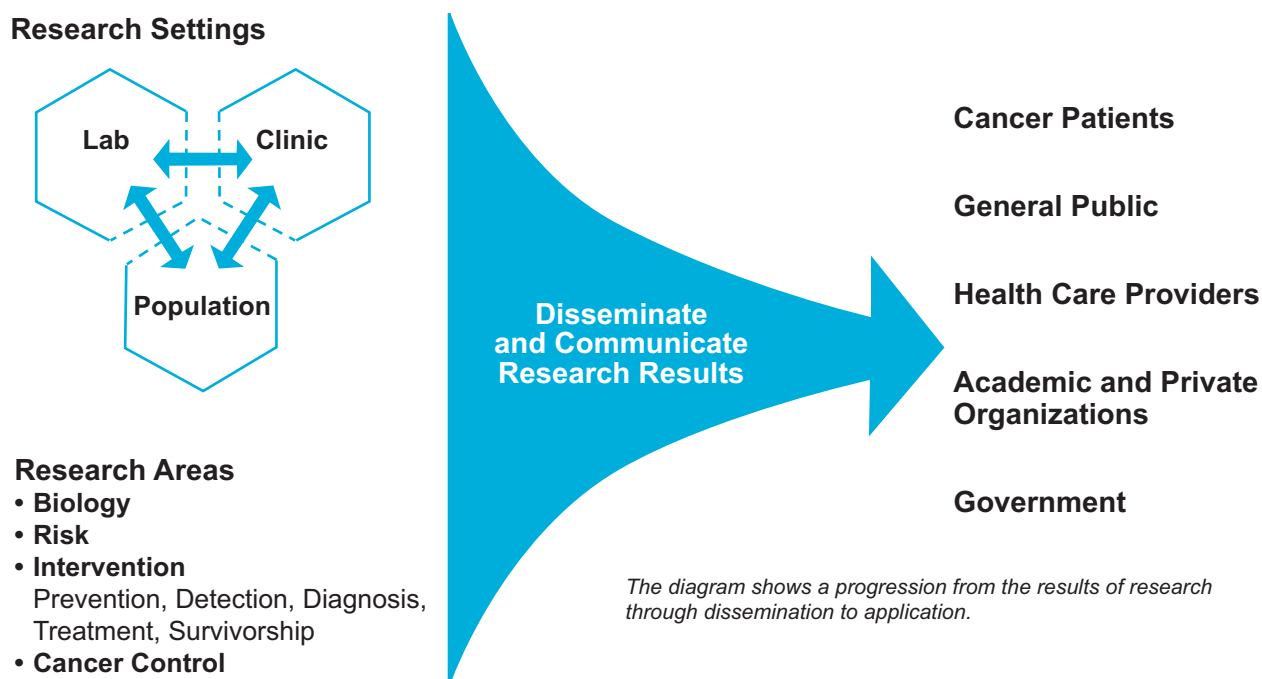 Research Settings
Lab
Clinic
Population
Research Areas
• Biology
• Risk
• Intervention
Prevention, Detection, Diagnosis,
Treatment, Survivorship
• Cancer Control
Disseminate
and Communicate
Research Results
Cancer Patients
General Public
Health Care Providers
Academic and Private
Organizations
Government
The diagram shows a progression from the results of research
through dissemination to application.